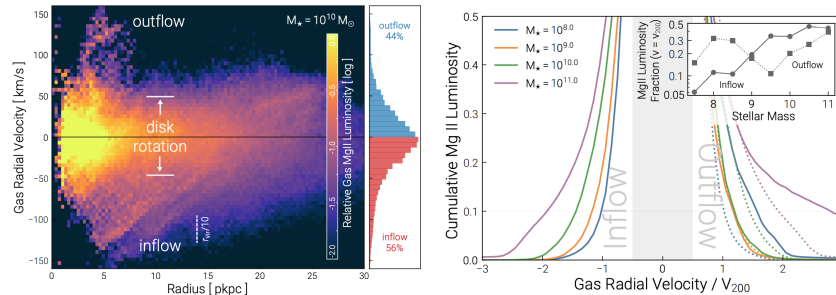 M★ = 10^10 M☉
outflow
disk
rotation
inflow
r_vir/10
Gas Radial Velocity [ km/s ]
150
100
50
0
−50
−100
−150
0 5 10 15 20 25 30
Radius [ pkpc ]
Relative Gas MgII Luminosity [ log ]
0.0
-0.5
-1.0
-1.5
-2.0
outflow
44%
inflow
56%
Cumulative Mg II Luminosity
0.5
0.4
0.3
0.2
0.1
0.0
M★ = 10^8.0
M★ = 10^9.0
M★ = 10^10.0
M★ = 10^11.0
Inflow
Outflow
−3 −2 −1 0 1 2
Gas Radial Velocity / V200
MgII Luminosity
Fraction (v = v200)
0.5
0.3
0.2
0.1
0.05
Outflow
Inflow
8 9 10 11
Stellar Mass